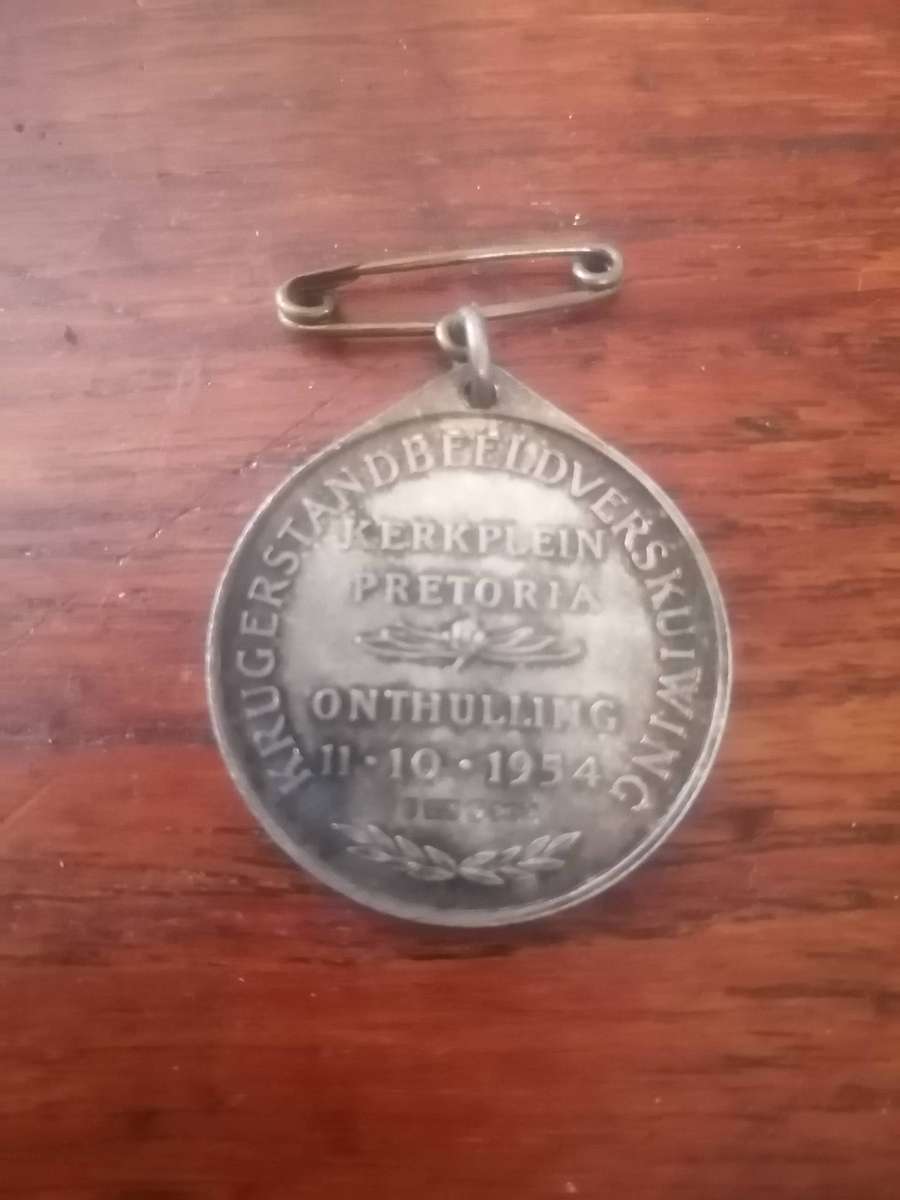 KRUGERSTANDBEELDVERSKUIWING
KERKPLEIN
PRETORIA
ONTHULLING
11·10·1954